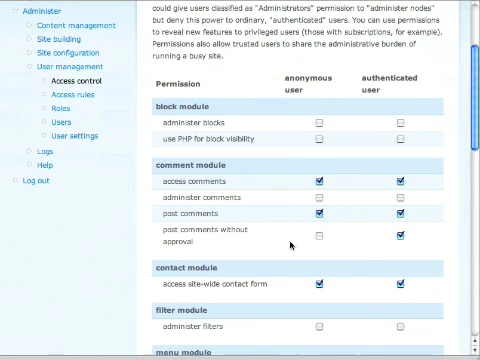 Administer
Content management
Site building
Site configuration
User management
Access control
Access rules
Roles
Users
User settings
Logs
Help
Log out
could give users classified as "Administrators" permission to "administer nodes"
but deny this power to ordinary, "authenticated" users. You can use permissions
to reveal new features to privileged users (those with subscriptions, for example).
Permissions also allow trusted users to share the administrative burden of
running a busy site.
Permission anonymous user authenticated user
block module
administer blocks
use PHP for block visibility
comment module
access comments
administer comments
post comments
post comments without
approval
contact module
access site-wide contact form
filter module
administer filters
menu module